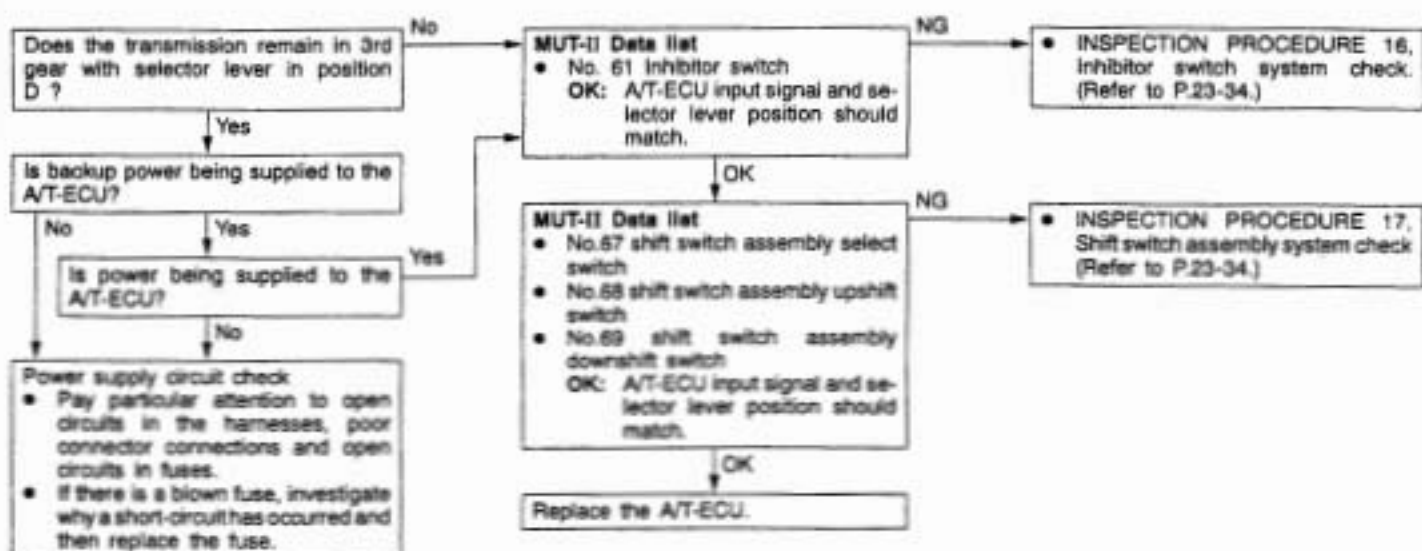 Does the transmission remain in 3rd
gear with selector lever in position
D ?
No
Yes
Is backup power being supplied to the
A/T-ECU?
No
Yes
Is power being supplied to the
A/T-ECU?
Yes
No
Power supply circuit check
● Pay particular attention to open
circuits in the harnesses, poor
connector connections and open
circuits in fuses.
● If there is a blown fuse, investigate
why a short-circuit has occurred and
then replace the fuse.
MUT-II Data list
● No. 61 Inhibitor switch
OK: A/T-ECU input signal and se-
lector lever position should
match.
NG
OK
MUT-II Data list
● No.67 shift switch assembly select
switch
● No.68 shift switch assembly upshift
switch
● No.69 shift switch assembly
downshift switch
OK: A/T-ECU input signal and se-
lector lever position should
match.
NG
OK
Replace the A/T-ECU.
● INSPECTION PROCEDURE 16,
Inhibitor switch system check.
(Refer to P.23-34.)
● INSPECTION PROCEDURE 17,
Shift switch assembly system check
(Refer to P.23-34.)